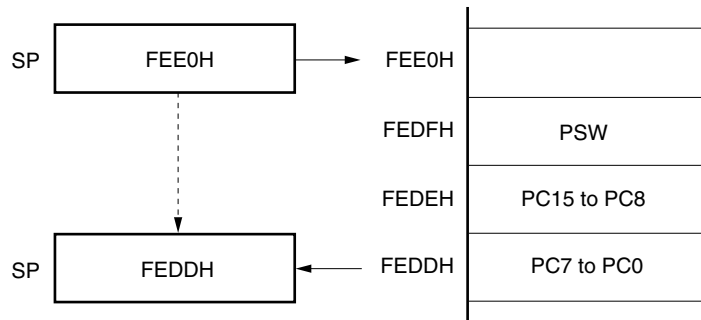 SP FEE0H FEE0H
FEDFH PSW
FEDEH PC15 to PC8
SP FEDDH FEDDH PC7 to PC0